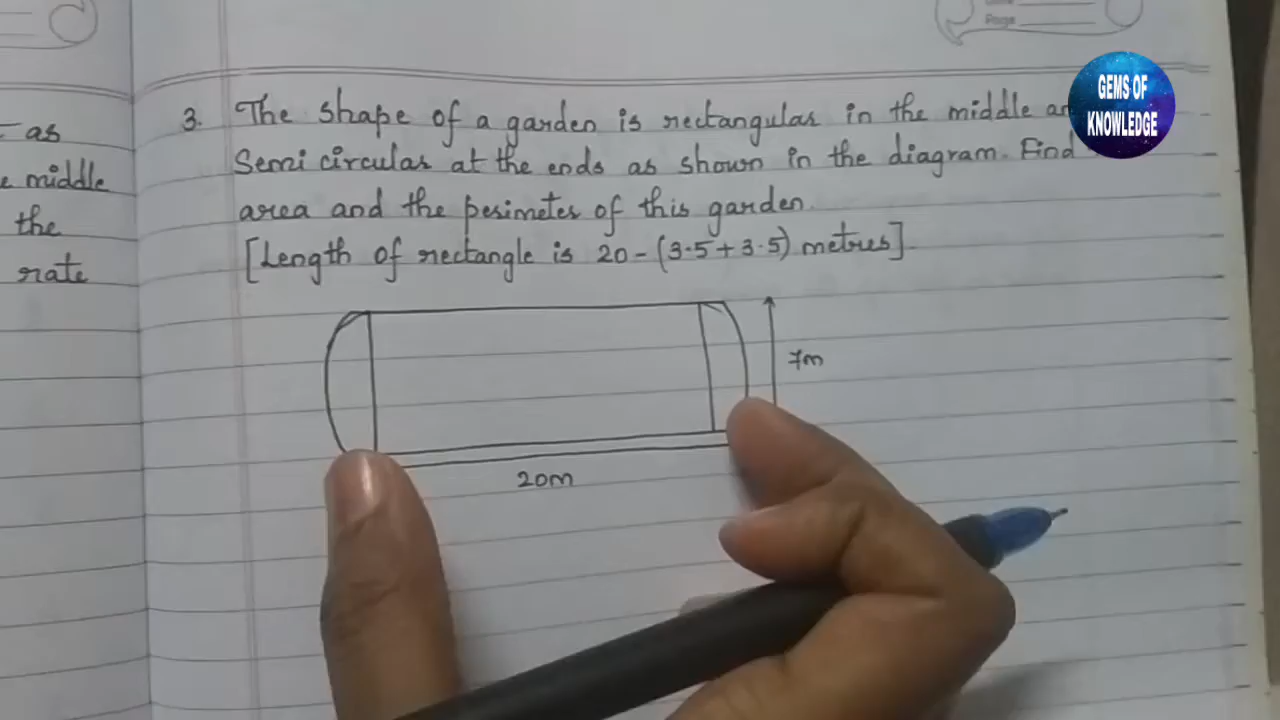 Page
GEMS OF
KNOWLEDGE
as
middle
the
rate
3. The shape of a garden is rectangular in the middle
Semi circular at the ends as shown in the diagram. Find
area and the perimeter of this garden.
[Length of rectangle is 20 - (3.5 + 3.5) metres].
7m
20m